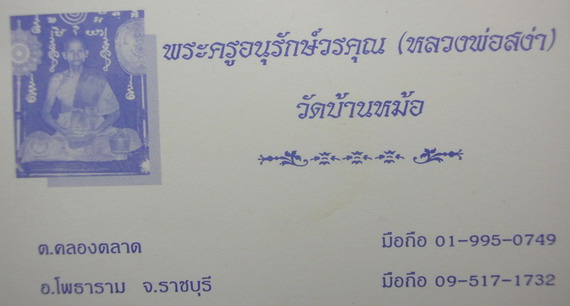 พระครูอนุรักษ์วรคุณ (หลวงพ่อสง่า)
วัดบ้านหม้อ
ต.คลองตาคต
มือถือ 01-995-0749
อ.โพธาราม จ.ราชบุรี
มือถือ 09-517-1732